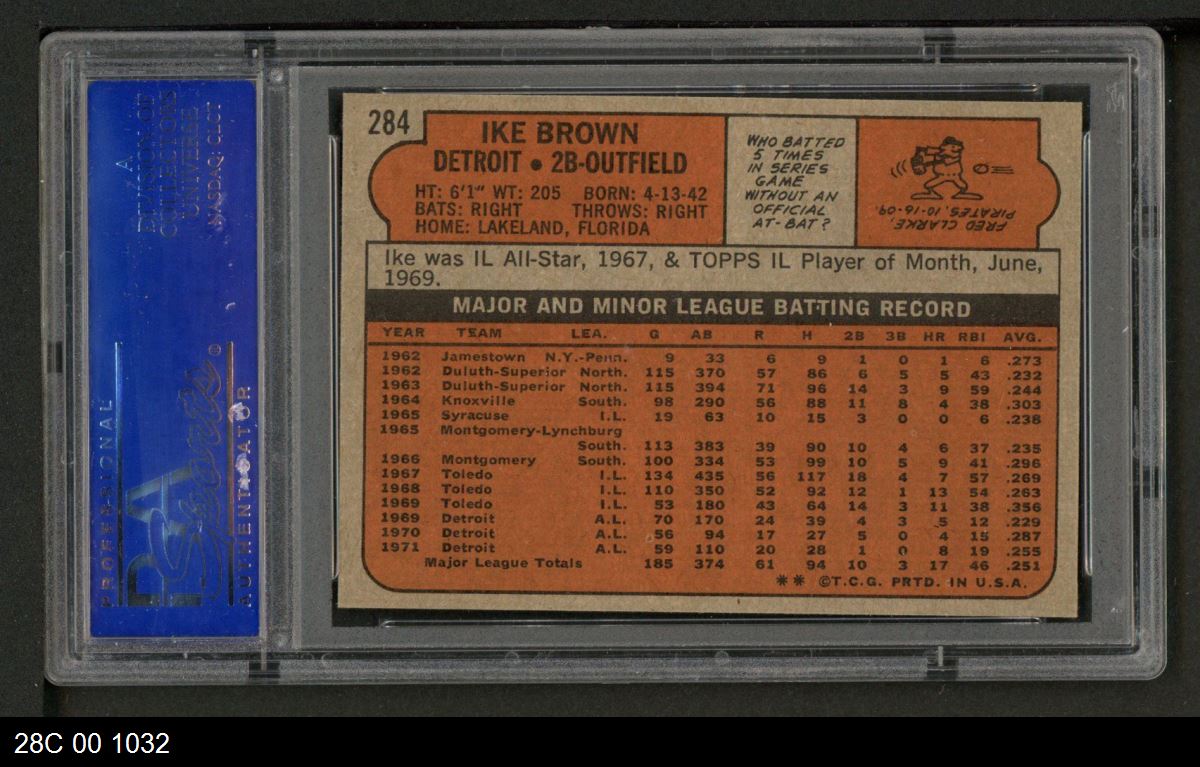 A
DIVISION OF
COLLECTORS
UNIVERSE
NASDAQ: CLCT
PROFESSIONAL
PSA
Sports
®
AUTHENTICATOR
284
IKE BROWN
DETROIT • 2B-OUTFIELD
HT: 6'1" WT: 205 BORN: 4-13-42
BATS: RIGHT THROWS: RIGHT
HOME: LAKELAND, FLORIDA
WHO BATTED
5 TIMES
IN SERIES
GAME
WITHOUT AN
OFFICIAL
AT-BAT?
FRED CLARKE,
PIRATES, 10-16-09.
Ike was IL All-Star, 1967, & TOPPS IL Player of Month, June,
1969.
MAJOR AND MINOR LEAGUE BATTING RECORD
YEAR TEAM LEA. G AB R H 2B 3B HR RBI AVG.
1962 Jamestown N.Y.-Penn. 9 33 6 9 1 0 1 6 .273
1962 Duluth-Superior North. 115 370 57 86 6 5 5 43 .232
1963 Duluth-Superior North. 115 394 71 96 14 3 9 59 .244
1964 Knoxville South. 98 290 56 88 11 8 4 38 .303
1965 Syracuse I.L. 19 63 10 15 3 0 0 6 .238
1965 Montgomery-Lynchburg
South. 113 383 39 90 10 4 6 37 .235
1966 Montgomery South. 100 334 53 99 10 5 9 41 .296
1967 Toledo I.L. 134 435 56 117 18 4 7 57 .269
1968 Toledo I.L. 110 350 52 92 12 1 13 54 .263
1969 Toledo I.L. 53 180 43 64 14 3 11 38 .356
1969 Detroit A.L. 70 170 24 39 4 3 5 12 .229
1970 Detroit A.L. 56 94 17 27 5 0 4 15 .287
1971 Detroit A.L. 59 110 20 28 1 0 8 19 .255
Major League Totals 185 374 61 94 10 3 17 46 .251
** ©T.C.G. PRTD. IN U.S.A.
28C 00 1032